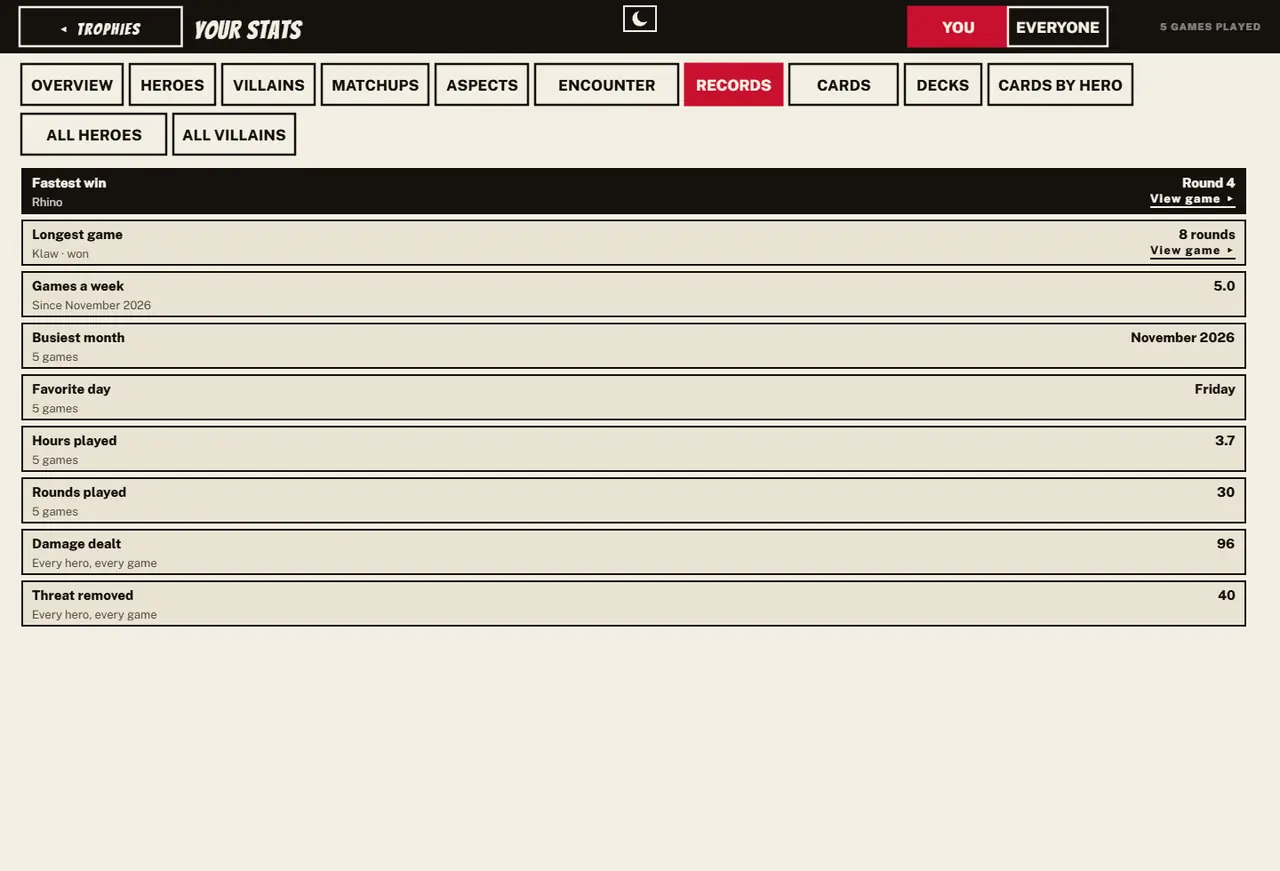 ◂ TROPHIES
YOUR STATS
YOU
EVERYONE
5 GAMES PLAYED
OVERVIEW
HEROES
VILLAINS
MATCHUPS
ASPECTS
ENCOUNTER
RECORDS
CARDS
DECKS
CARDS BY HERO
ALL HEROES
ALL VILLAINS
Fastest win
Round 4
Rhino
View game ▸
Longest game
8 rounds
Klaw · won
View game ▸
Games a week
5.0
Since November 2026
Busiest month
November 2026
5 games
Favorite day
Friday
5 games
Hours played
3.7
5 games
Rounds played
30
5 games
Damage dealt
96
Every hero, every game
Threat removed
40
Every hero, every game